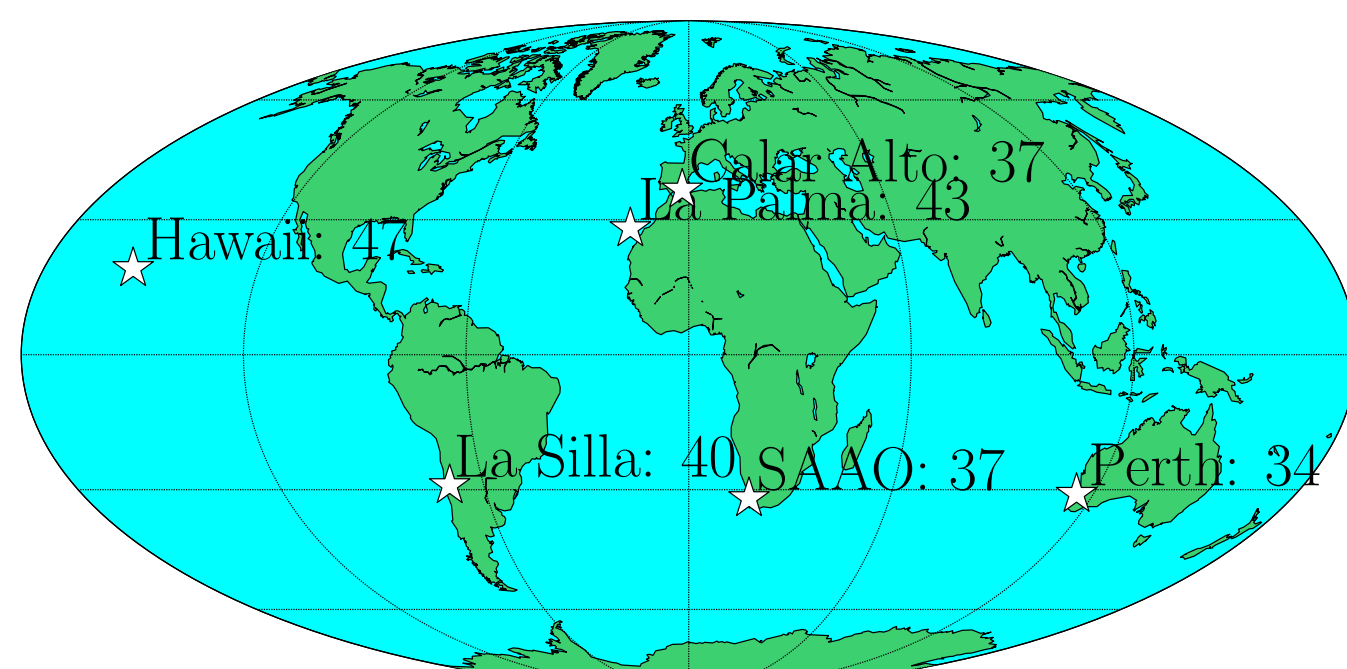 Calar Alto: 37
La Palma: 43
Hawaii: 47
La Silla: 40
SAAO: 37
Perth: 34